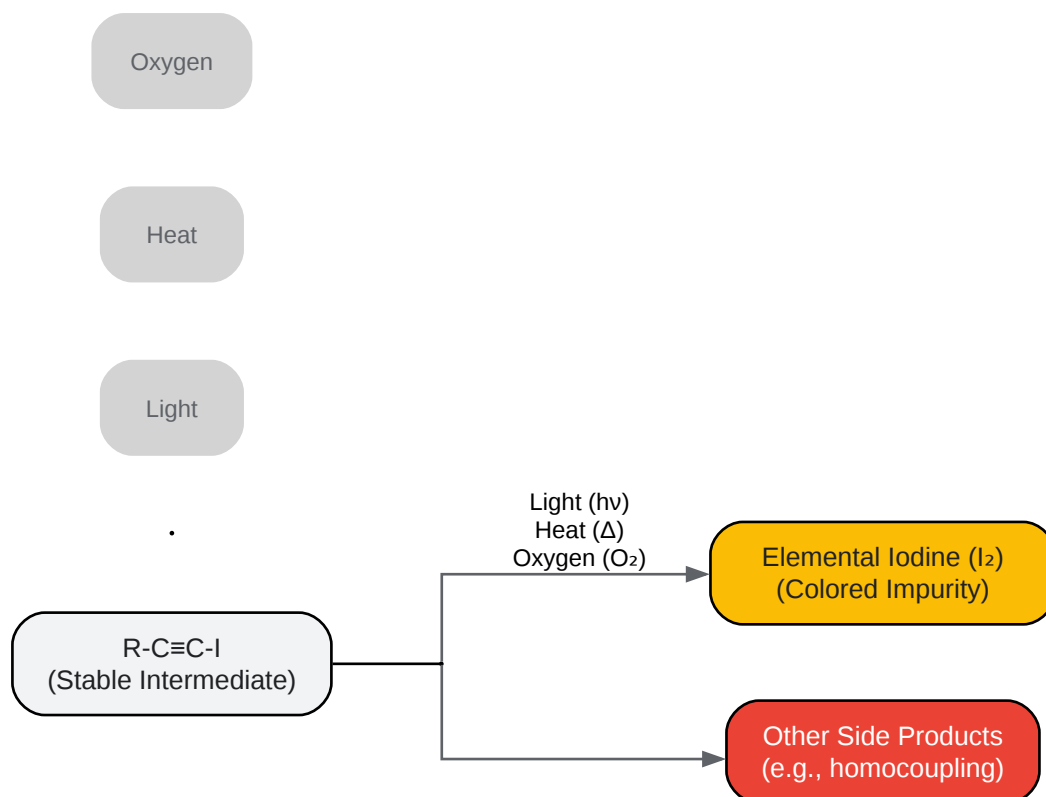 Oxygen
Heat
Light
Light (hν)
Heat (Δ)
Oxygen (O₂)
Elemental Iodine (I₂)
(Colored Impurity)
R-C≡C-I
(Stable Intermediate)
Other Side Products
(e.g., homocoupling)